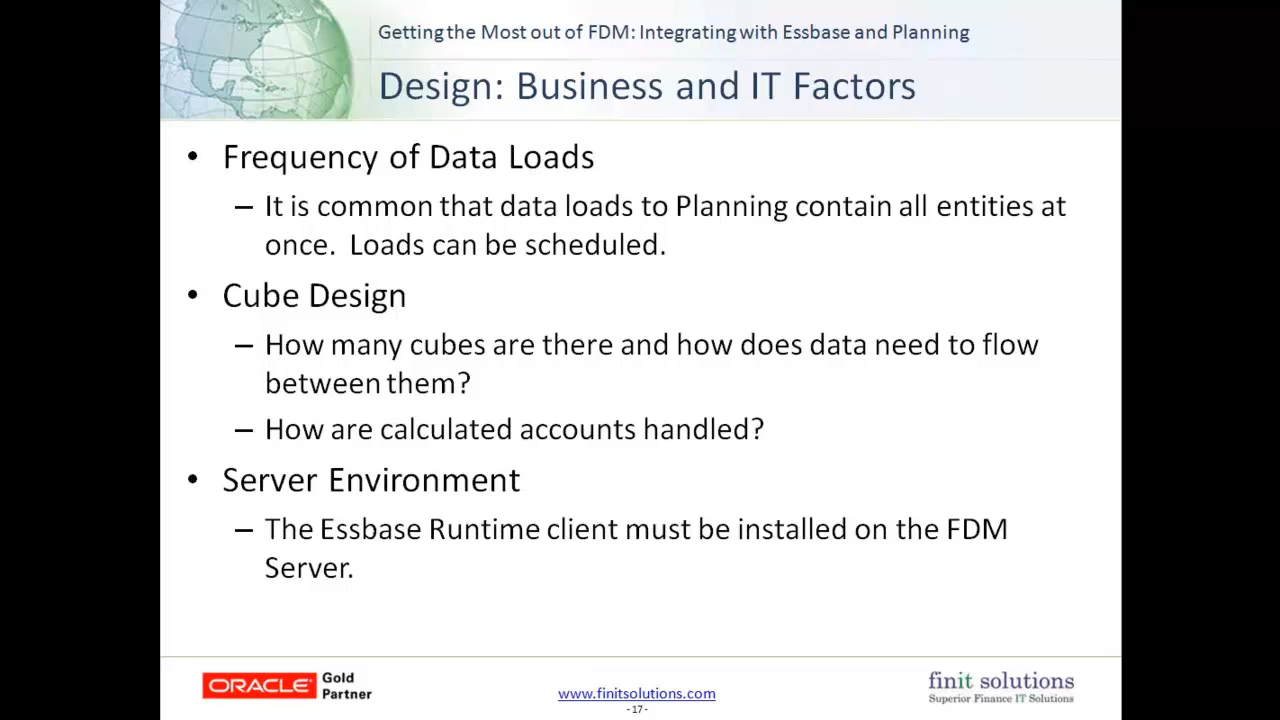 Getting the Most out of FDM: Integrating with Essbase and Planning
Design: Business and IT Factors
• Frequency of Data Loads
– It is common that data loads to Planning contain all entities at
once. Loads can be scheduled.
• Cube Design
– How many cubes are there and how does data need to flow
between them?
– How are calculated accounts handled?
• Server Environment
– The Essbase Runtime client must be installed on the FDM
Server.
ORACLE Gold
Partner
www.finitsolutions.com
- 17 -
finit solutions
Superior Finance IT Solutions